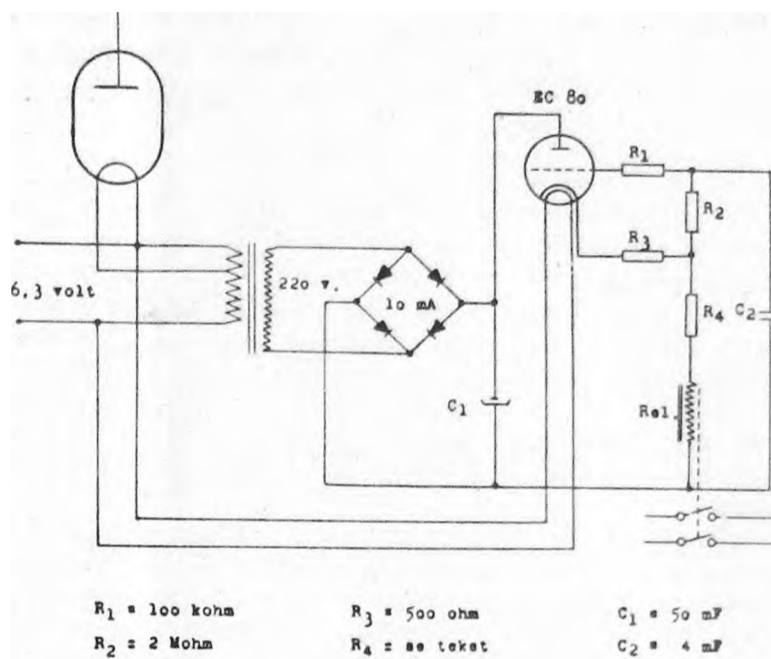 EC 80
R1
R2
R3
6,3 volt
220 v.
10 mA
R4
C2
C1
Rel.
R1 = 100 kohm
R3 = 500 ohm
C1 = 50 mF
R2 = 2 Mohm
R4 = se tekst
C2 = 4 mF